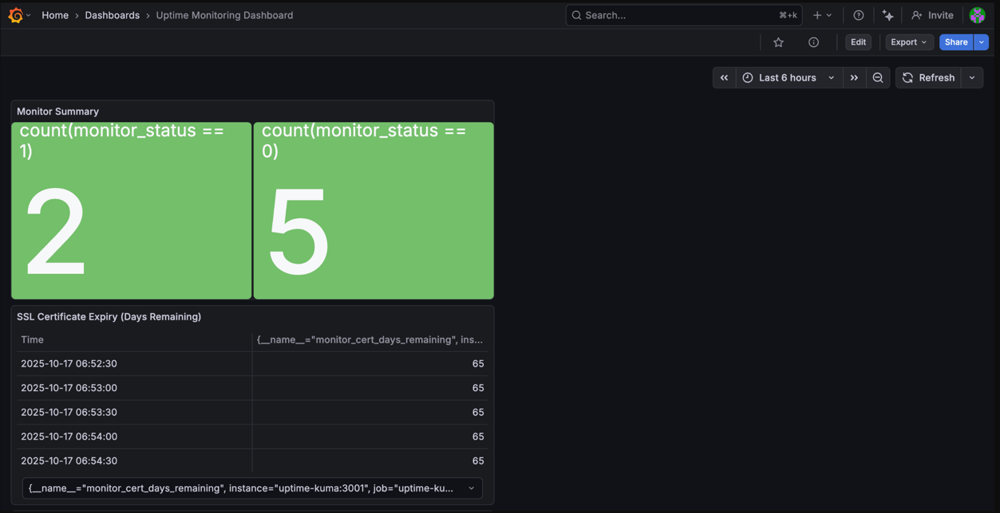 Home › Dashboards › Uptime Monitoring Dashboard
Search... ⌘+k
Invite
Edit Export Share
Last 6 hours Refresh
Monitor Summary
count(monitor_status ==
1)
2
count(monitor_status ==
0)
5
SSL Certificate Expiry (Days Remaining)
Time {__name__="monitor_cert_days_remaining", ins...
2025-10-17 06:52:30 65
2025-10-17 06:53:00 65
2025-10-17 06:53:30 65
2025-10-17 06:54:00 65
2025-10-17 06:54:30 65
{__name__="monitor_cert_days_remaining", instance="uptime-kuma:3001", job="uptime-ku...